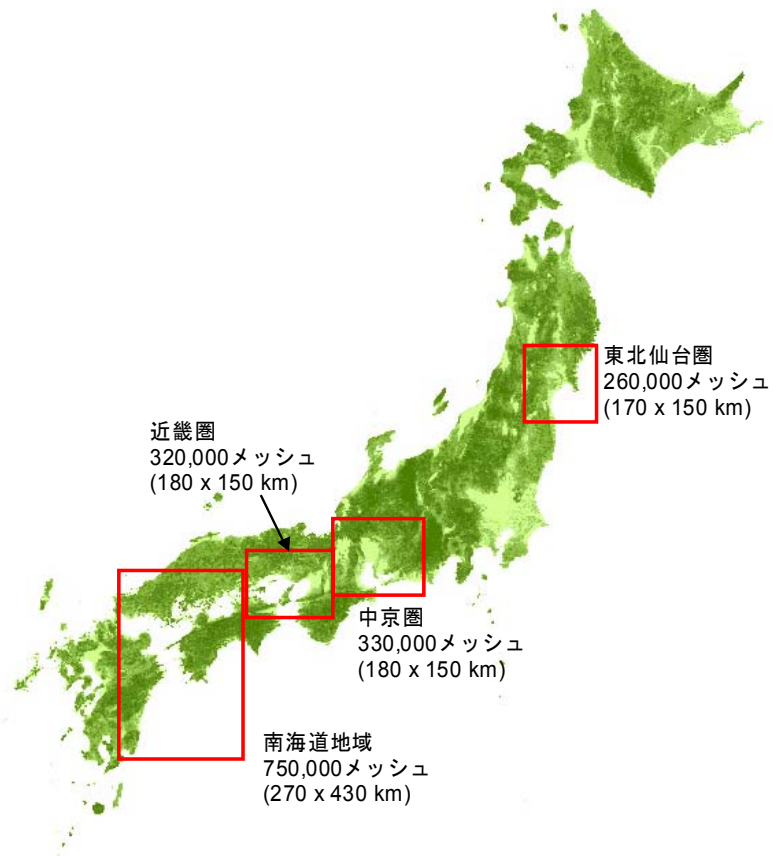 東北仙台圏
260,000メッシュ
(170 x 150 km)
近畿圏
320,000メッシュ
(180 x 150 km)
中京圏
330,000メッシュ
(180 x 150 km)
南海道地域
750,000メッシュ
(270 x 430 km)